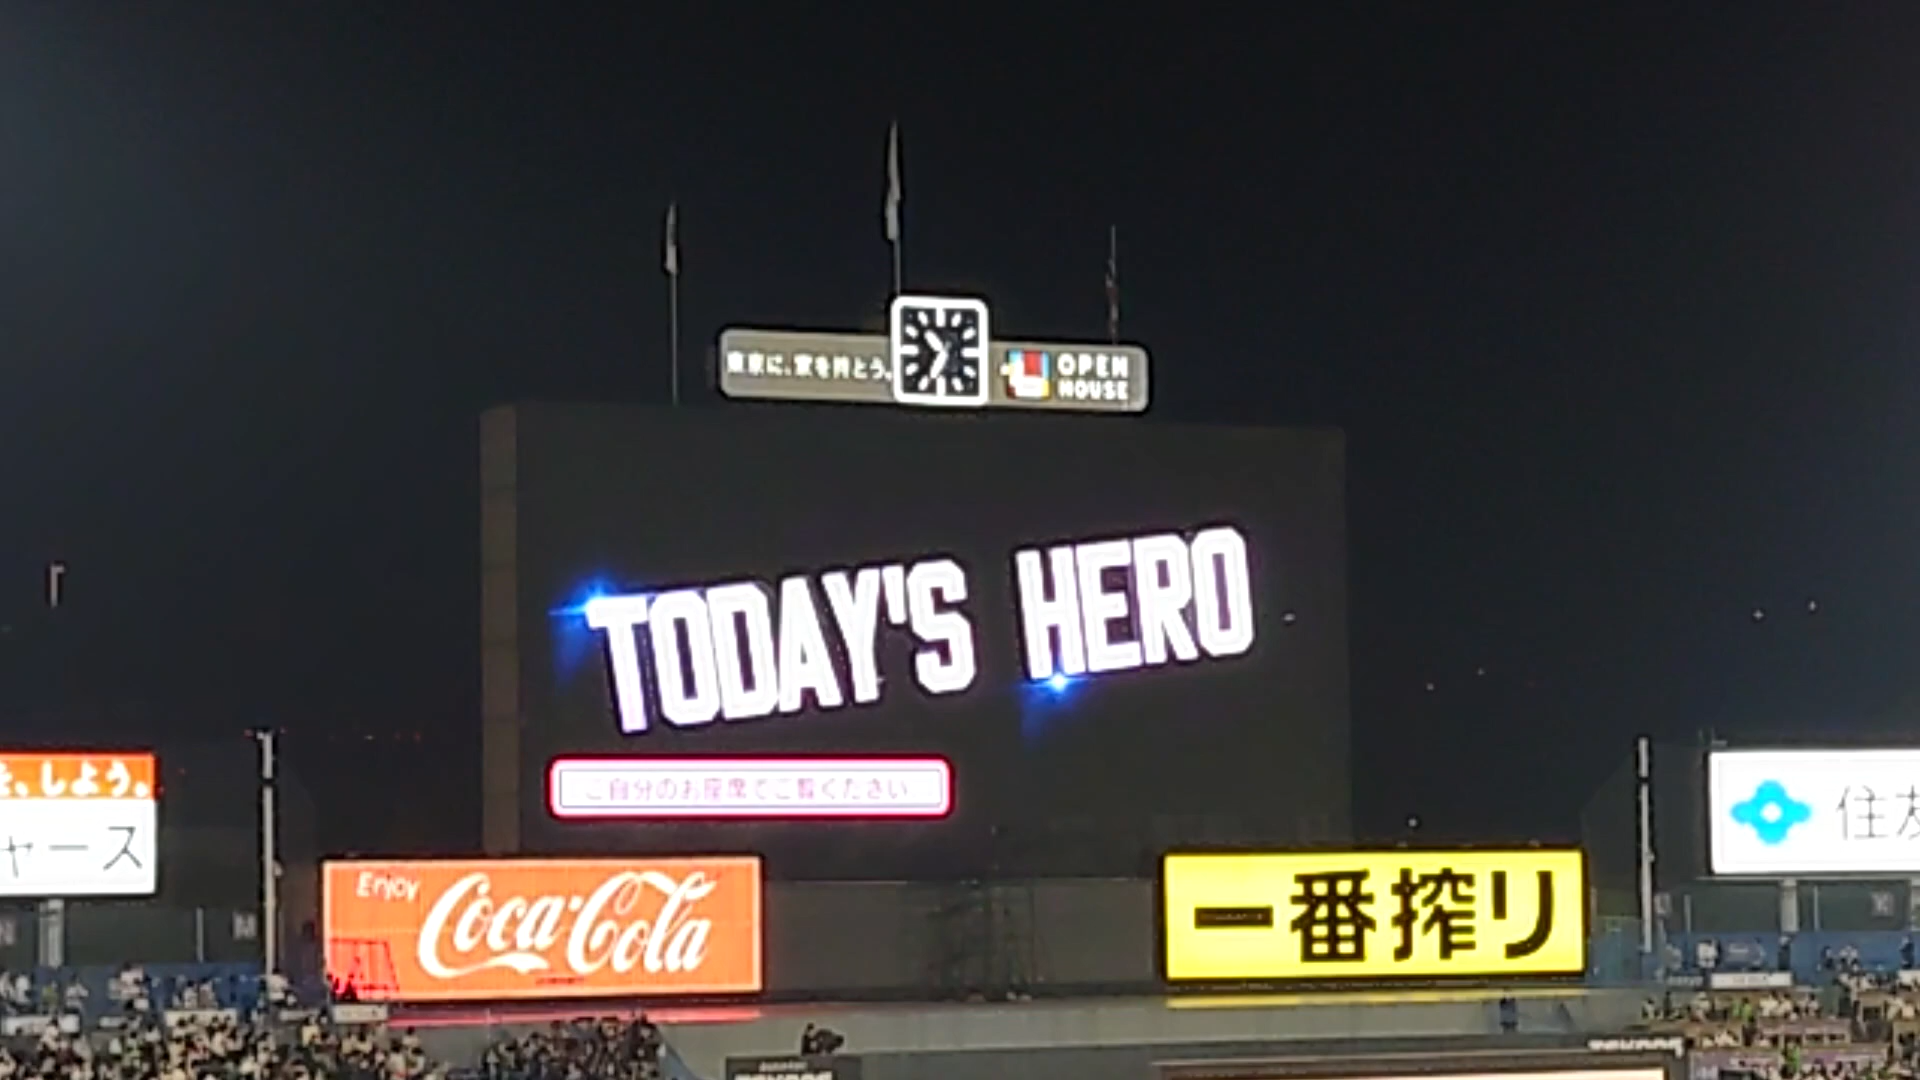 東京に、家を持とう。
OPEN
HOUSE
TODAY'S HERO
ご自分のお座席でご覧ください
、しよう。
ャース
住友
Enjoy
Coca-Cola
一番搾り